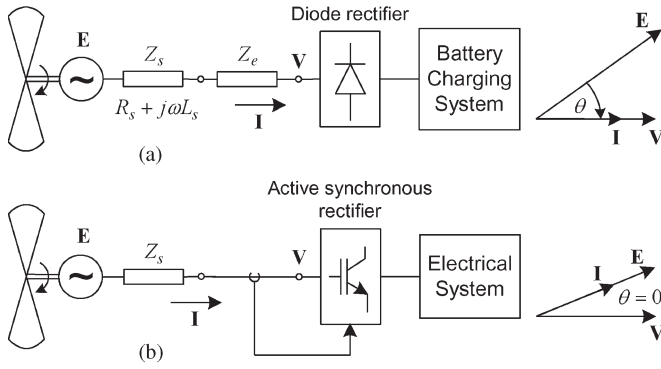 Diode rectifier
E
Z_s
Z_e
V
~
R_s + jωL_s
I
Battery
Charging
System
E
θ
I
V
(a)
Active synchronous
rectifier
E
Z_s
V
~
I
Electrical
System
E
I
θ = 0
V
(b)